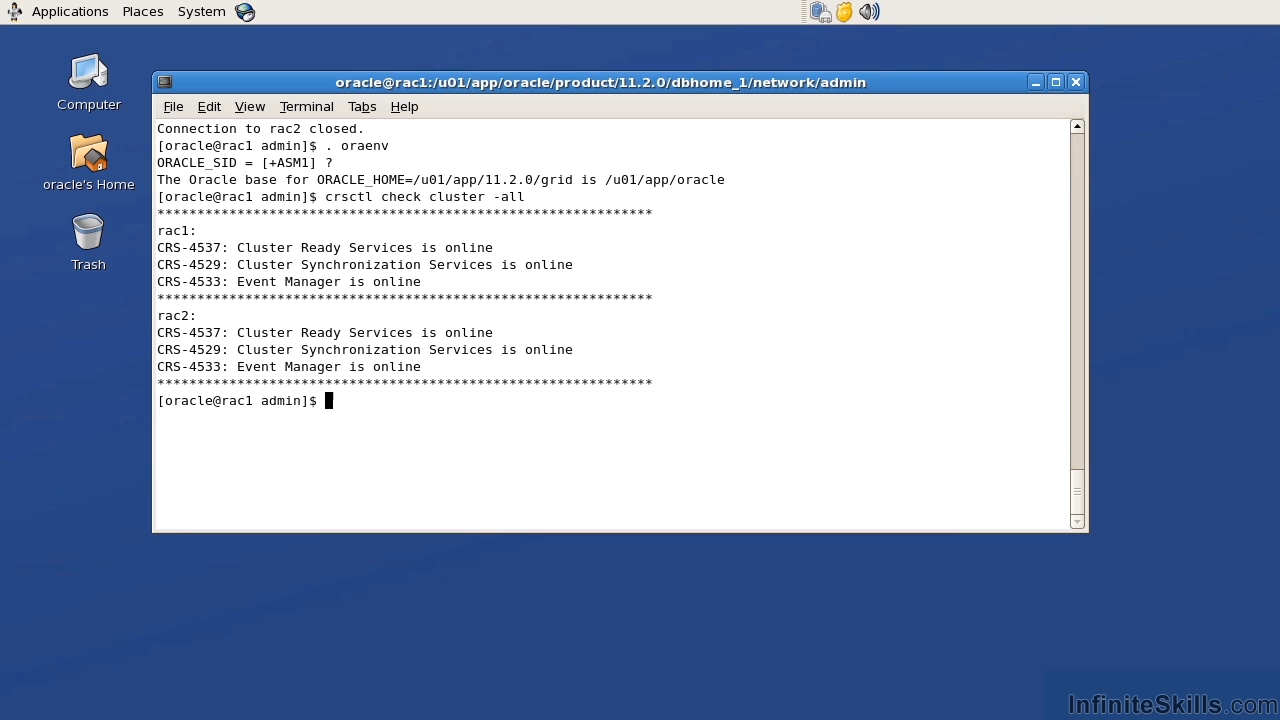 Applications Places System
Computer
oracle's Home
Trash
oracle@rac1:/u01/app/oracle/product/11.2.0/dbhome_1/network/admin
File Edit View Terminal Tabs Help
Connection to rac2 closed.
[oracle@rac1 admin]$ . oraenv
ORACLE_SID = [+ASM1] ?
The Oracle base for ORACLE_HOME=/u01/app/11.2.0/grid is /u01/app/oracle
[oracle@rac1 admin]$ crsctl check cluster -all
**************************************************************
rac1:
CRS-4537: Cluster Ready Services is online
CRS-4529: Cluster Synchronization Services is online
CRS-4533: Event Manager is online
**************************************************************
rac2:
CRS-4537: Cluster Ready Services is online
CRS-4529: Cluster Synchronization Services is online
CRS-4533: Event Manager is online
**************************************************************
[oracle@rac1 admin]$
InfiniteSkills.com